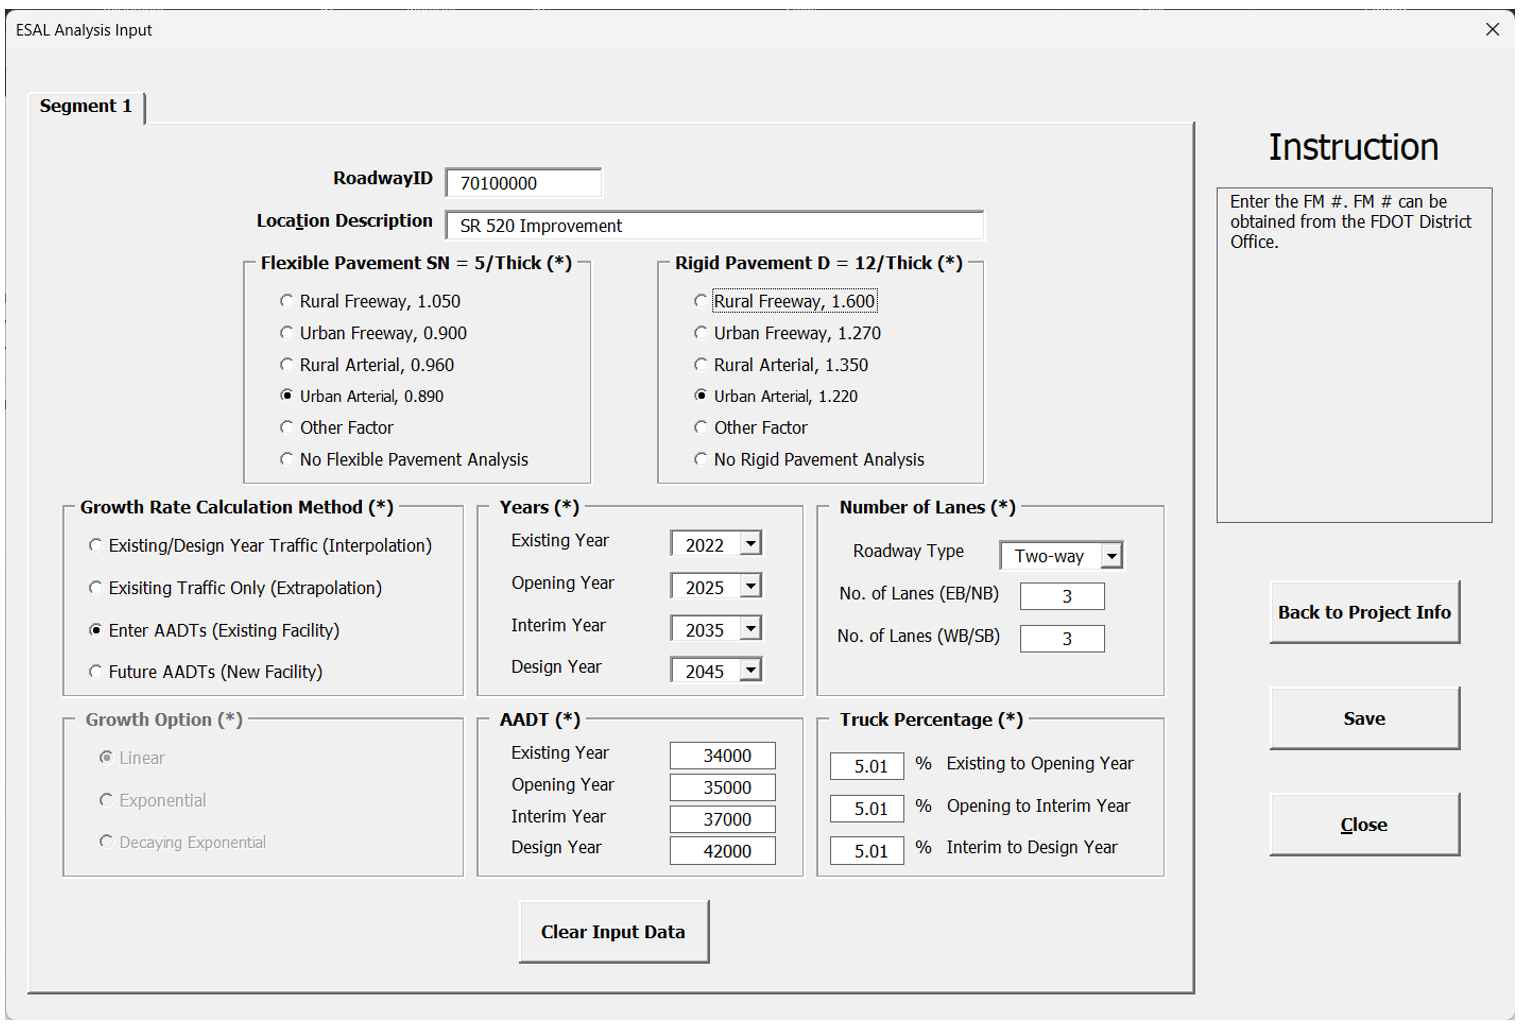 ESAL Analysis Input
Segment 1
RoadwayID 70100000
Location Description SR 520 Improvement
Flexible Pavement SN = 5/Thick (*)
Rural Freeway, 1.050
Urban Freeway, 0.900
Rural Arterial, 0.960
Urban Arterial, 0.890
Other Factor
No Flexible Pavement Analysis
Rigid Pavement D = 12/Thick (*)
Rural Freeway, 1.600
Urban Freeway, 1.270
Rural Arterial, 1.350
Urban Arterial, 1.220
Other Factor
No Rigid Pavement Analysis
Growth Rate Calculation Method (*)
Existing/Design Year Traffic (Interpolation)
Exisiting Traffic Only (Extrapolation)
Enter AADTs (Existing Facility)
Future AADTs (New Facility)
Years (*)
Existing Year 2022
Opening Year 2025
Interim Year 2035
Design Year 2045
Number of Lanes (*)
Roadway Type Two-way
No. of Lanes (EB/NB) 3
No. of Lanes (WB/SB) 3
Growth Option (*)
Linear
Exponential
Decaying Exponential
AADT (*)
Existing Year 34000
Opening Year 35000
Interim Year 37000
Design Year 42000
Truck Percentage (*)
5.01 % Existing to Opening Year
5.01 % Opening to Interim Year
5.01 % Interim to Design Year
Clear Input Data
Instruction
Enter the FM #. FM # can be
obtained from the FDOT District
Office.
Back to Project Info
Save
Close